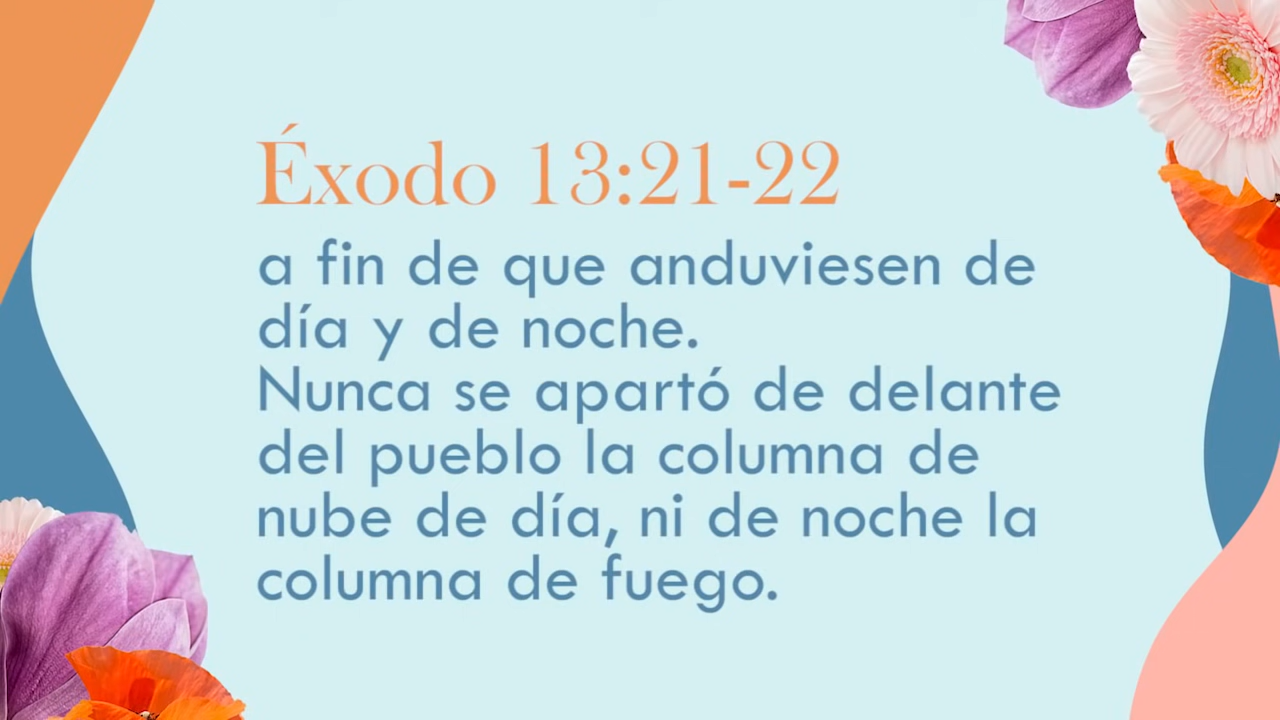 Éxodo 13:21-22
a fin de que anduviesen de
día y de noche.
Nunca se apartó de delante
del pueblo la columna de
nube de día, ni de noche la
columna de fuego.